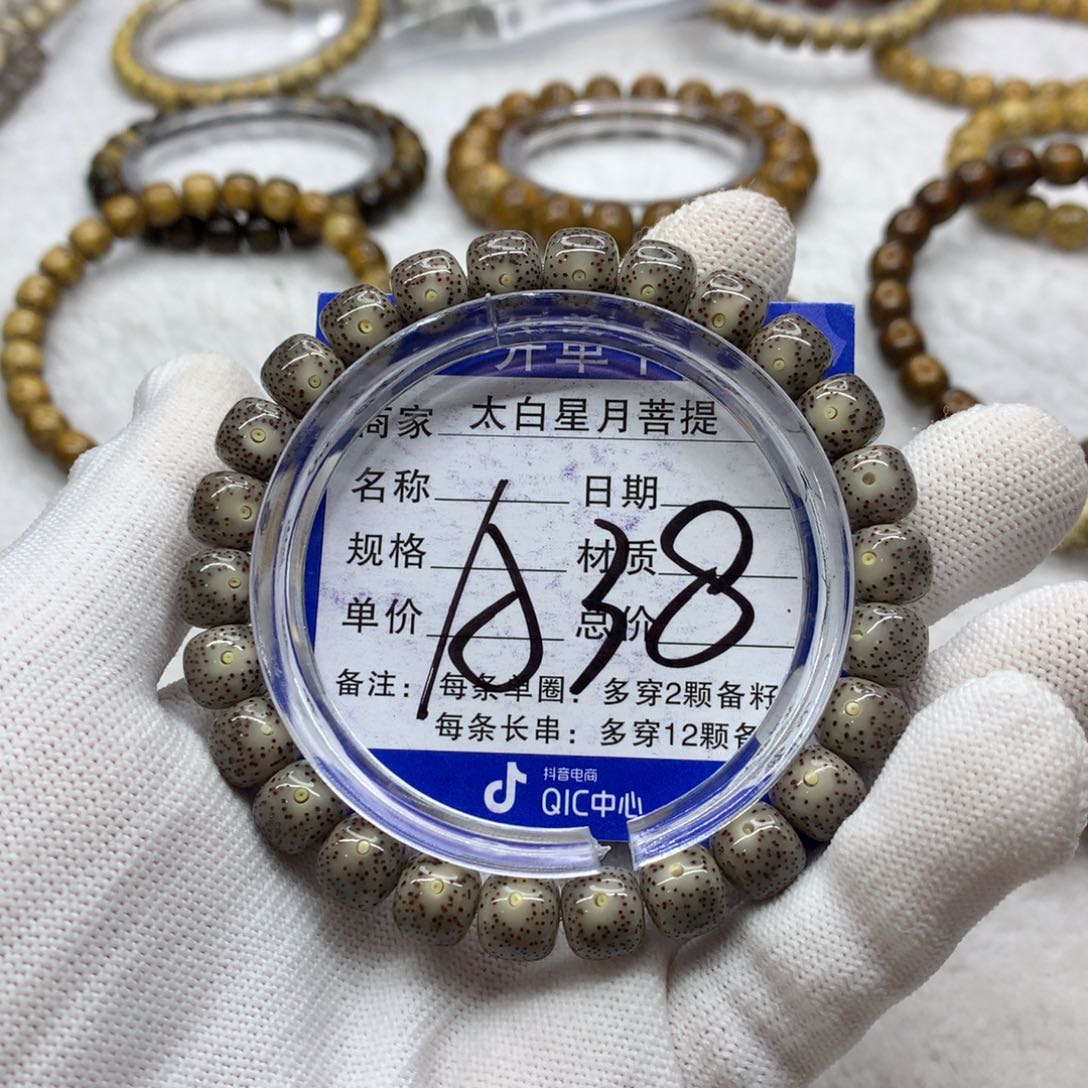 开单卡
商家 太白星月菩提
名称 日期
规格 材质
单价 总价
A38
备注：每条单圈：多穿2颗备籽
每条长串：多穿12颗备
抖音电商
QIC中心